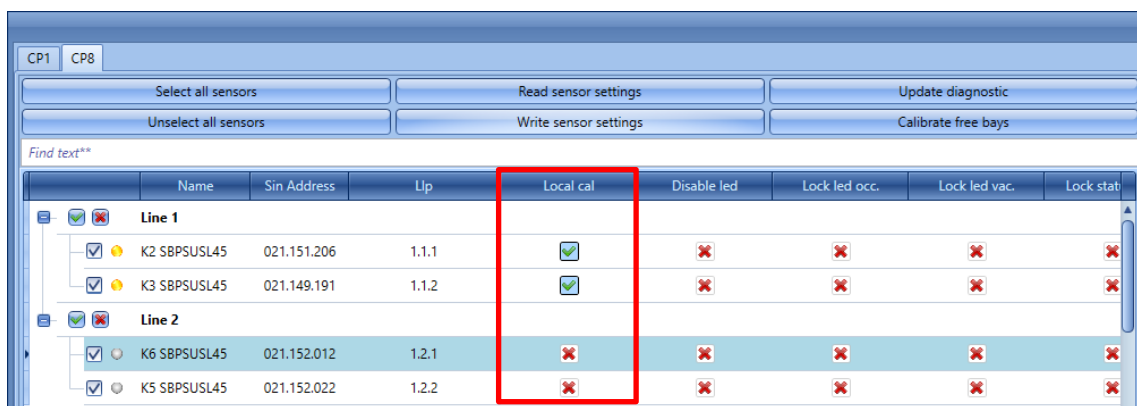 CP1 CP8
Select all sensors Read sensor settings Update diagnostic
Unselect all sensors Write sensor settings Calibrate free bays
Find text**
Name Sin Address Llp Local cal Disable led Lock led occ. Lock led vac. Lock stat
Line 1
K2 SBPSUSL45 021.151.206 1.1.1
K3 SBPSUSL45 021.149.191 1.1.2
Line 2
K6 SBPSUSL45 021.152.012 1.2.1
K5 SBPSUSL45 021.152.022 1.2.2